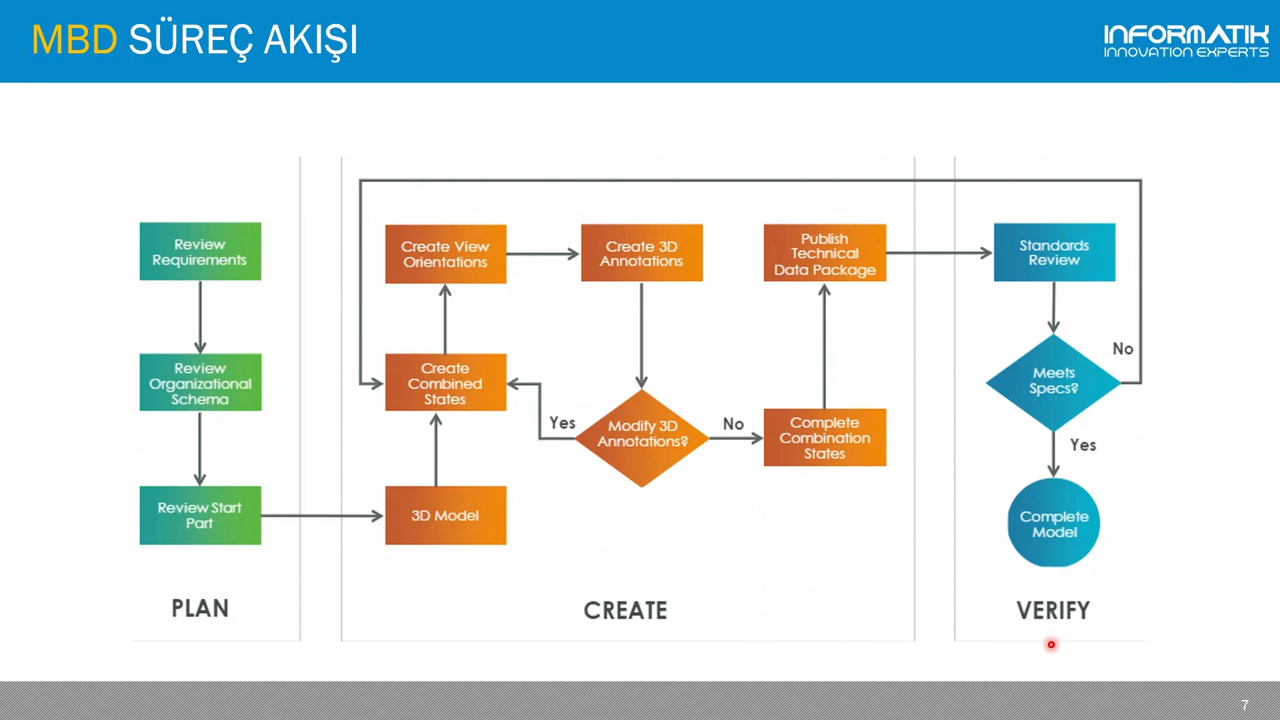 MBD SÜREÇ AKIŞI
INFORMATIK
INNOVATION EXPERTS
Review
Requirements
Review
Organizational
Schema
Review Start
Part
PLAN
Create View
Orientations
Create 3D
Annotations
Publish
Technical
Data Package
Create
Combined
States
Yes
Modify 3D
Annotations?
No
Complete
Combination
States
3D Model
CREATE
Standards
Review
No
Meets
Specs?
Yes
Complete
Model
VERIFY
7